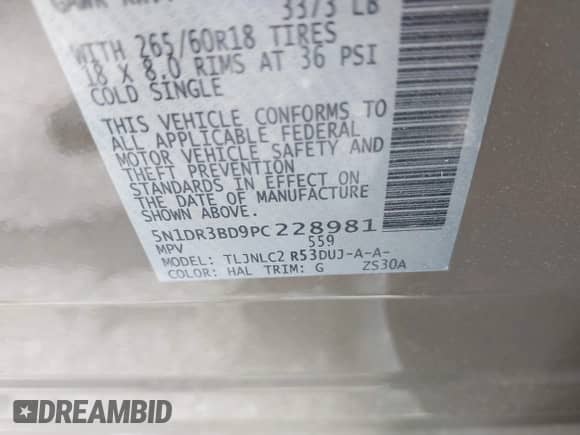 3373 LB
WITH 265/60R18 TIRES
18 X 8.0 RIMS AT 36 PSI
COLD SINGLE
THIS VEHICLE CONFORMS TO
ALL APPLICABLE FEDERAL
MOTOR VEHICLE SAFETY AND
THEFT PREVENTION
STANDARDS IN EFFECT ON
THE DATE OF MANUFACTURE
SHOWN ABOVE.
5N1DR3BD9PC228981
MPV 559
MODEL: TLJNLC2 R53DUJ-A-A-
COLOR: HAL TRIM: G ZS30A
DREAMBID